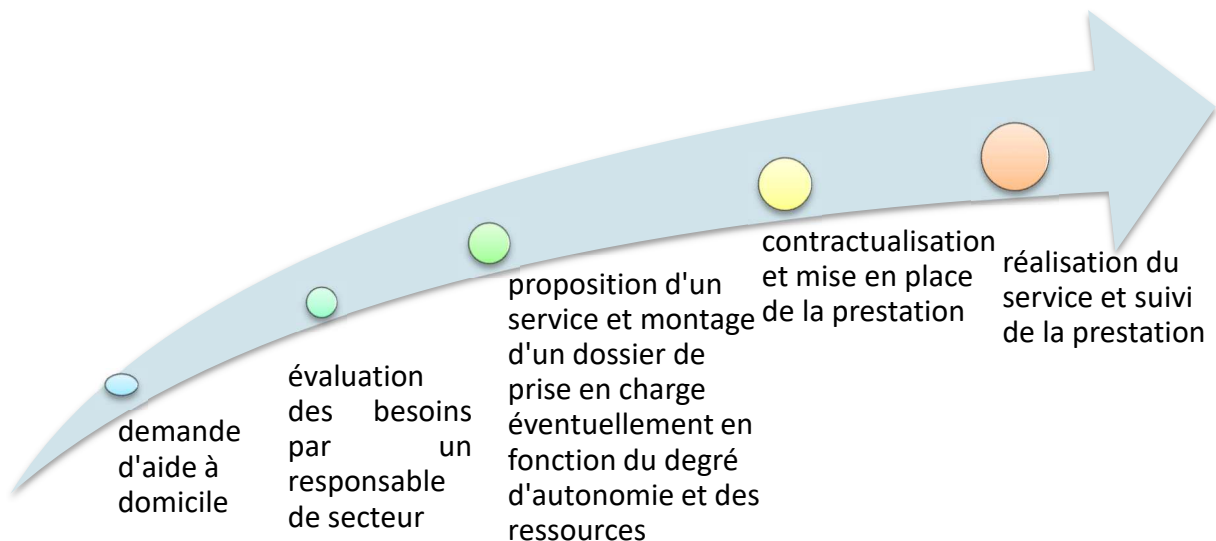 demande
d'aide à
domicile
évaluation
des besoins
par un
responsable
de secteur
proposition d'un
service et montage
d'un dossier de
prise en charge
éventuellement en
fonction du degré
d'autonomie et des
ressources
contractualisation
et mise en place
de la prestation
réalisation du
service et suivi
de la prestation